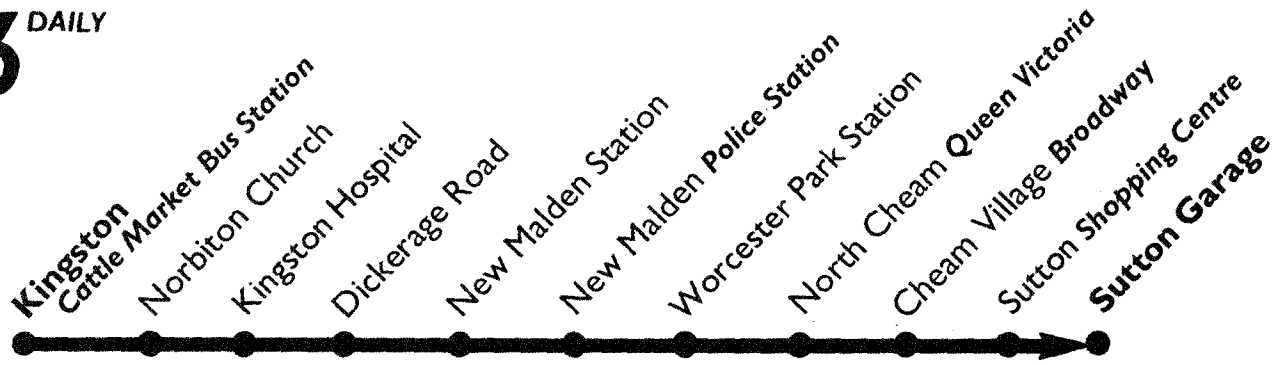 DAILY
Kingston
Cattle Market Bus Station
Norbiton Church
Kingston Hospital
Dickerage Road
New Malden Station
New Malden Police Station
Worcester Park Station
North Cheam Queen Victoria
Cheam Village Broadway
Sutton Shopping Centre
Sutton Garage